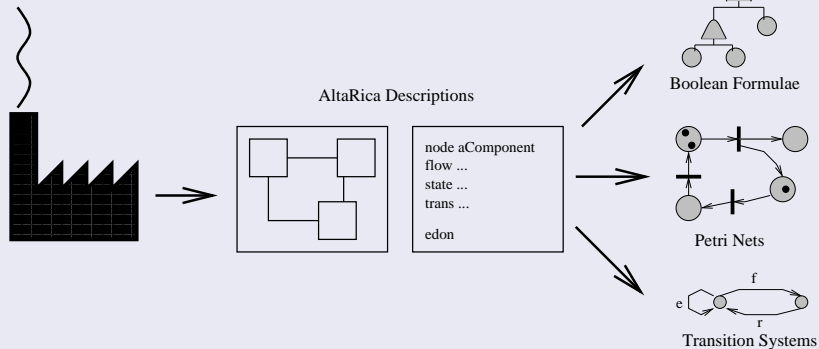 AltaRica Descriptions
node aComponent
flow ...
state ...
trans ...
edon
Boolean Formulae
Petri Nets
e
f
r
Transition Systems